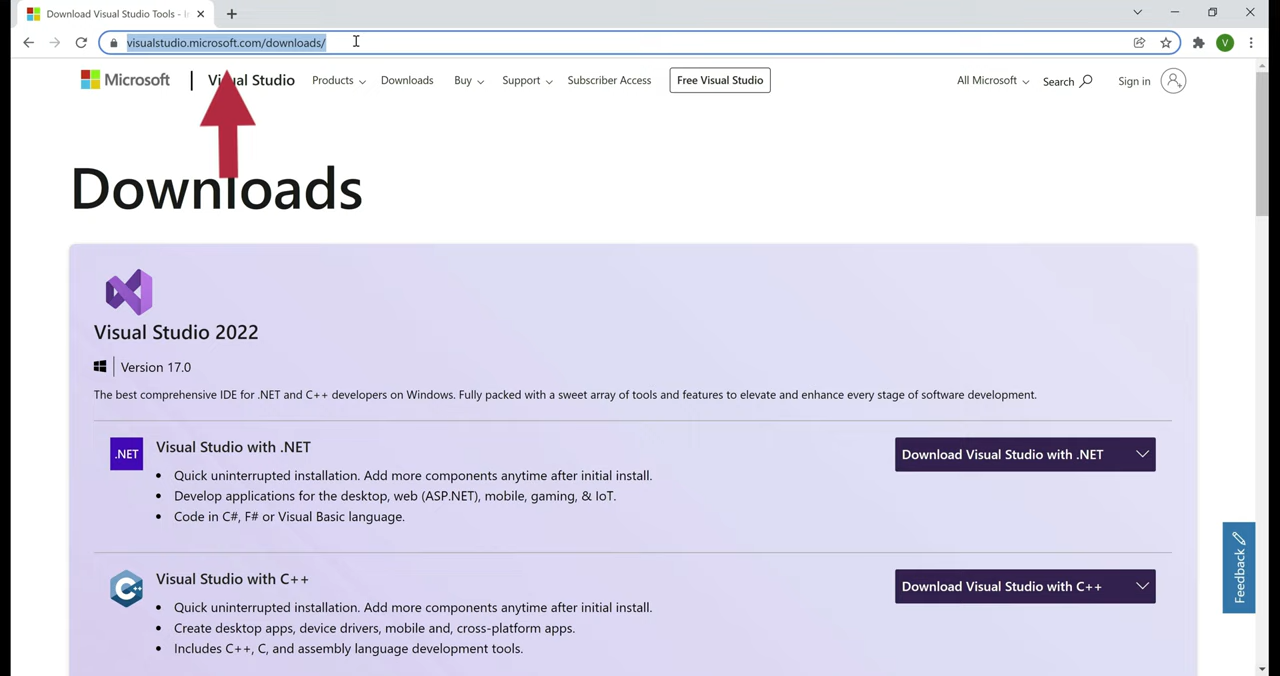 Download Visual Studio Tools - I
visualstudio.microsoft.com/downloads/
V
Microsoft | Visual Studio Products Downloads Buy Support Subscriber Access Free Visual Studio All Microsoft Search Sign in
Downloads
Visual Studio 2022
Version 17.0
The best comprehensive IDE for .NET and C++ developers on Windows. Fully packed with a sweet array of tools and features to elevate and enhance every stage of software development.
.NET
Visual Studio with .NET
Download Visual Studio with .NET
• Quick uninterrupted installation. Add more components anytime after initial install.
• Develop applications for the desktop, web (ASP.NET), mobile, gaming, & IoT.
• Code in C#, F# or Visual Basic language.
C++
Visual Studio with C++
Download Visual Studio with C++
• Quick uninterrupted installation. Add more components anytime after initial install.
• Create desktop apps, device drivers, mobile and, cross-platform apps.
• Includes C++, C, and assembly language development tools.
Feedback